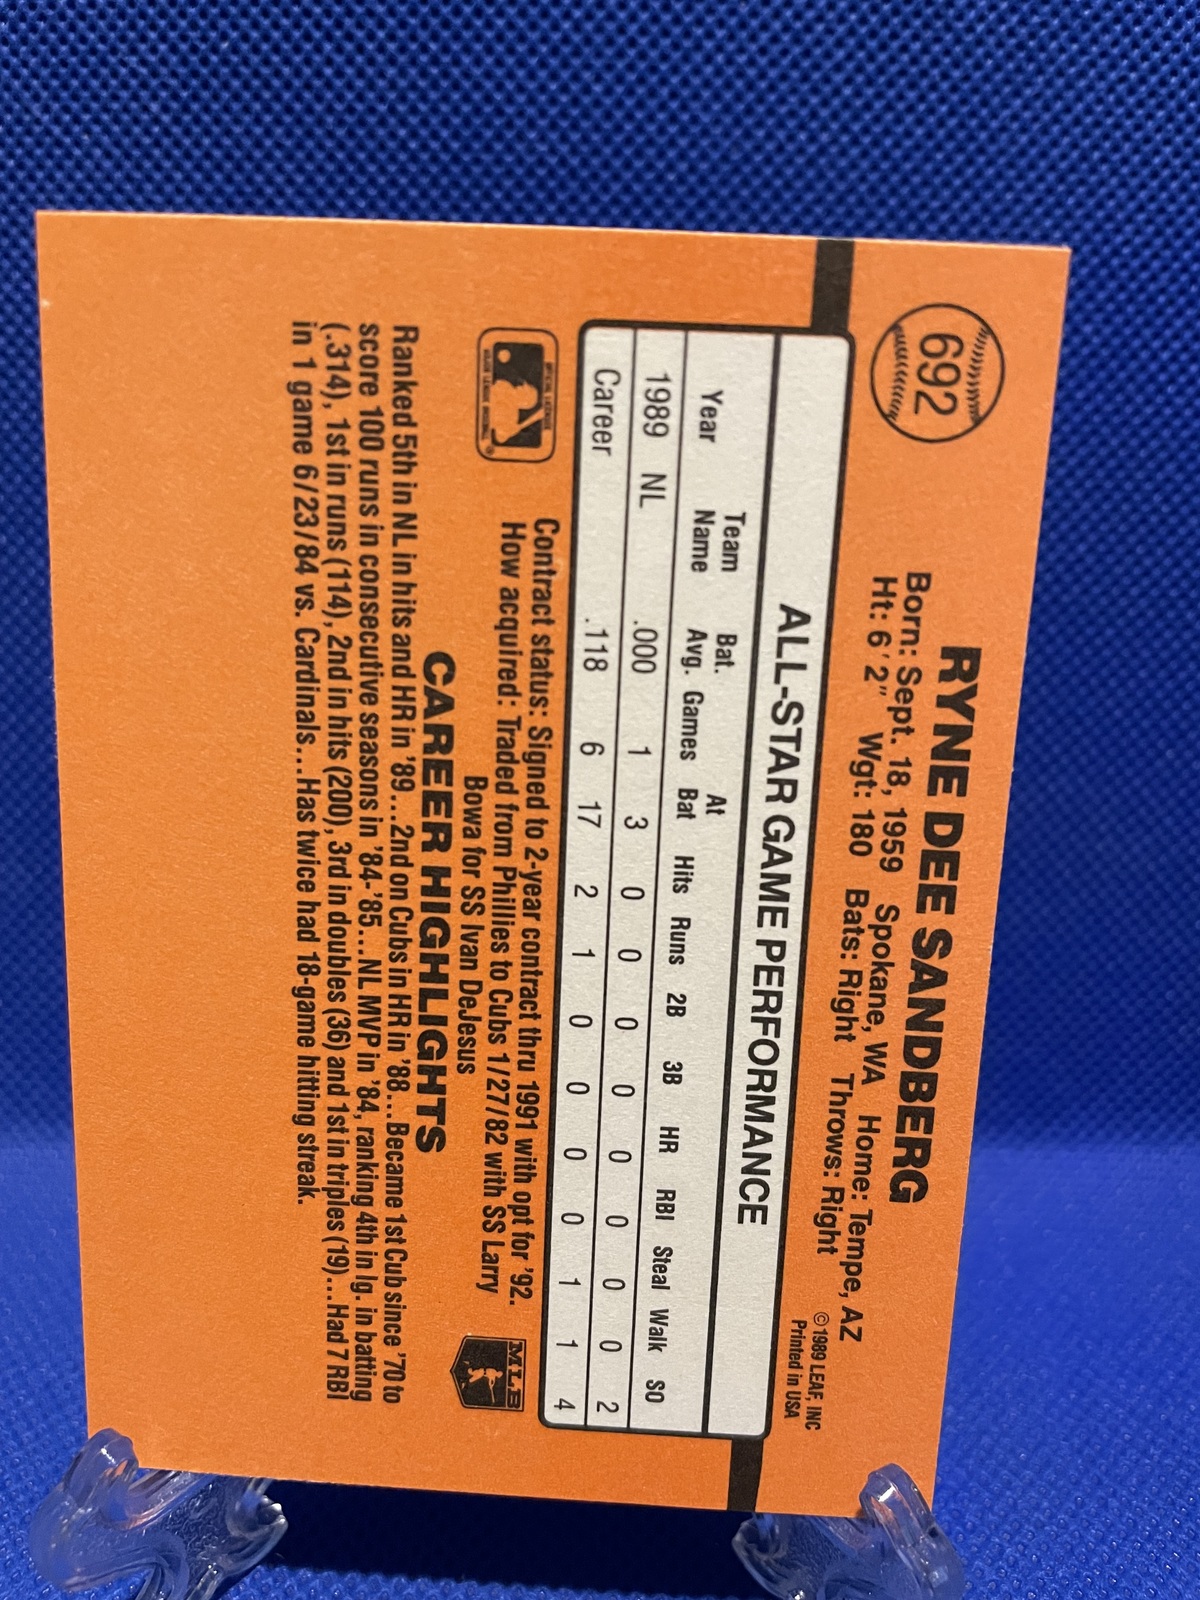 692
RYNE DEE SANDBERG
Born: Sept. 18, 1959 Spokane, WA Home: Tempe, AZ
Ht: 6'2" Wgt: 180 Bats: Right Throws: Right
©1989 LEAF, INC
Printed in USA
ALL-STAR GAME PERFORMANCE
Team Bat. At
Year Name Avg. Games Bat Hits Runs 2B 3B HR RBI Steal Walk SO
1989 NL .000 1 3 0 0 0 0 0 0 0 0 2
Career .118 6 17 2 1 0 0 0 0 1 1 4
Contract status: Signed to 2-year contract thru 1991 with opt for '92.
How acquired: Traded from Phillies to Cubs 1/27/82 with SS Larry
Bowa for SS Ivan DeJesus
MLB
CAREER HIGHLIGHTS
Ranked 5th in NL in hits and HR in '89...2nd on Cubs in HR in '88...Became 1st Cub since '70 to
score 100 runs in consecutive seasons in '84-'85...NL MVP in '84, ranking 4th in lg. in batting
(.314), 1st in runs (114), 2nd in hits (200), 3rd in doubles (36) and 1st in triples (19)...Had 7 RBI
in 1 game 6/23/84 vs. Cardinals...Has twice had 18-game hitting streak.